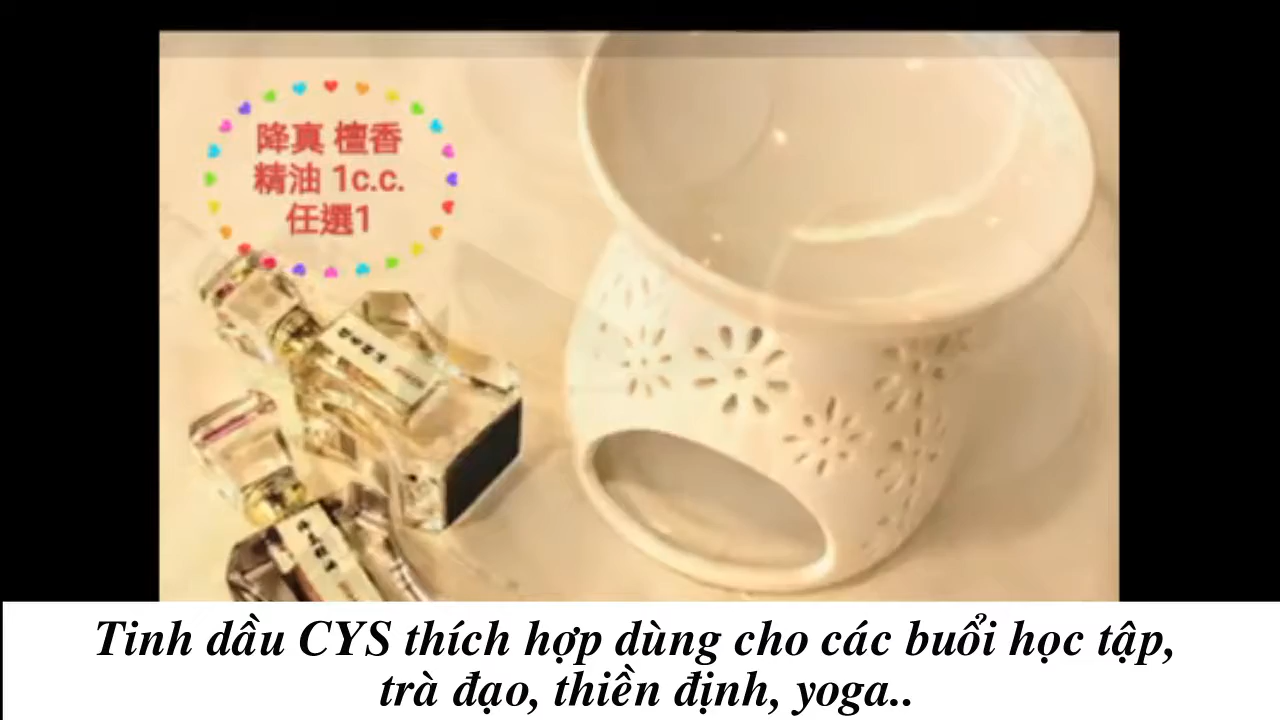 降真 檀香
精油 1c.c.
任選1
Tinh dầu CYS thích hợp dùng cho các buổi học tập,
trà đạo, thiền định, yoga..